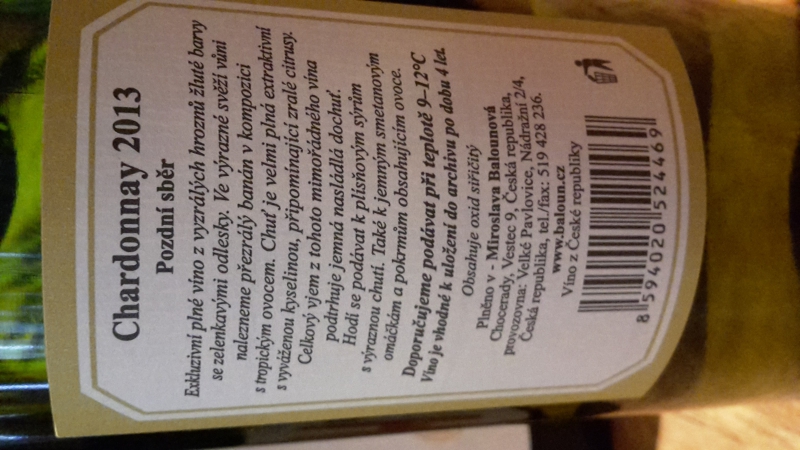 Chardonnay 2013
Pozdní sběr
Exkluzivní plné víno z vyzrálých hroznů žluté barvy
se zelenkavými odlesky. Ve výrazné svěží vůni
nalezneme přezrálý banán v kompozici
s tropickým ovocem. Chuť je velmi plná extraktivní
s vyváženou kyselinou, připomínající zralé citrusy.
Celkový vjem z tohoto mimořádného vína
podtrhuje jemná nasládlá dochuť.
Hodí se podávat k plisňovým sýrům
s výraznou chutí. Také k jemným smetanovým
omáčkám a pokrmům obsahujícím ovoce.
Doporučujeme podávat při teplotě 9–12°C
Víno je vhodné k uložení do archivu po dobu 4 let.
Obsahuje oxid siřičitý
Plněno v - Miroslava Balounová
Chocerady, Vestec 9, Česká republika,
provozovna: Velké Pavlovice, Nádražní 2/4,
Česká republika, tel./fax: 519 428 236.
www.baloun.cz
Víno z České republiky
8 594020 524469